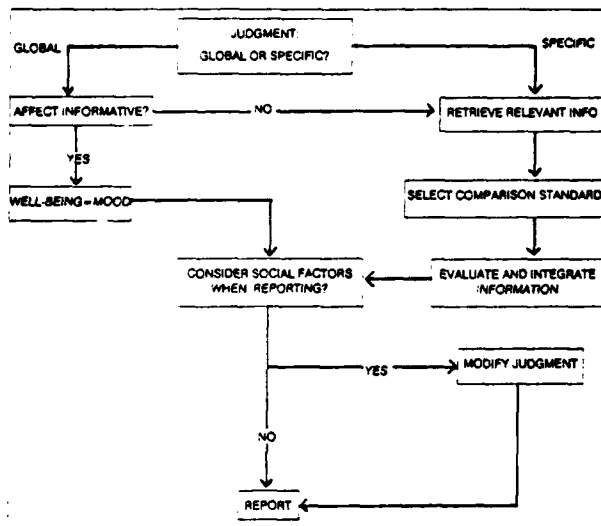 JUDGMENT:
GLOBAL OR SPECIFIC?
GLOBAL
SPECIFIC
AFFECT INFORMATIVE?
NO
RETRIEVE RELEVANT INFO
YES
SELECT COMPARISON STANDARD
WELL-BEING = MOOD
CONSIDER SOCIAL FACTORS
WHEN REPORTING?
EVALUATE AND INTEGRATE
INFORMATION
MODIFY JUDGMENT
YES
NO
REPORT